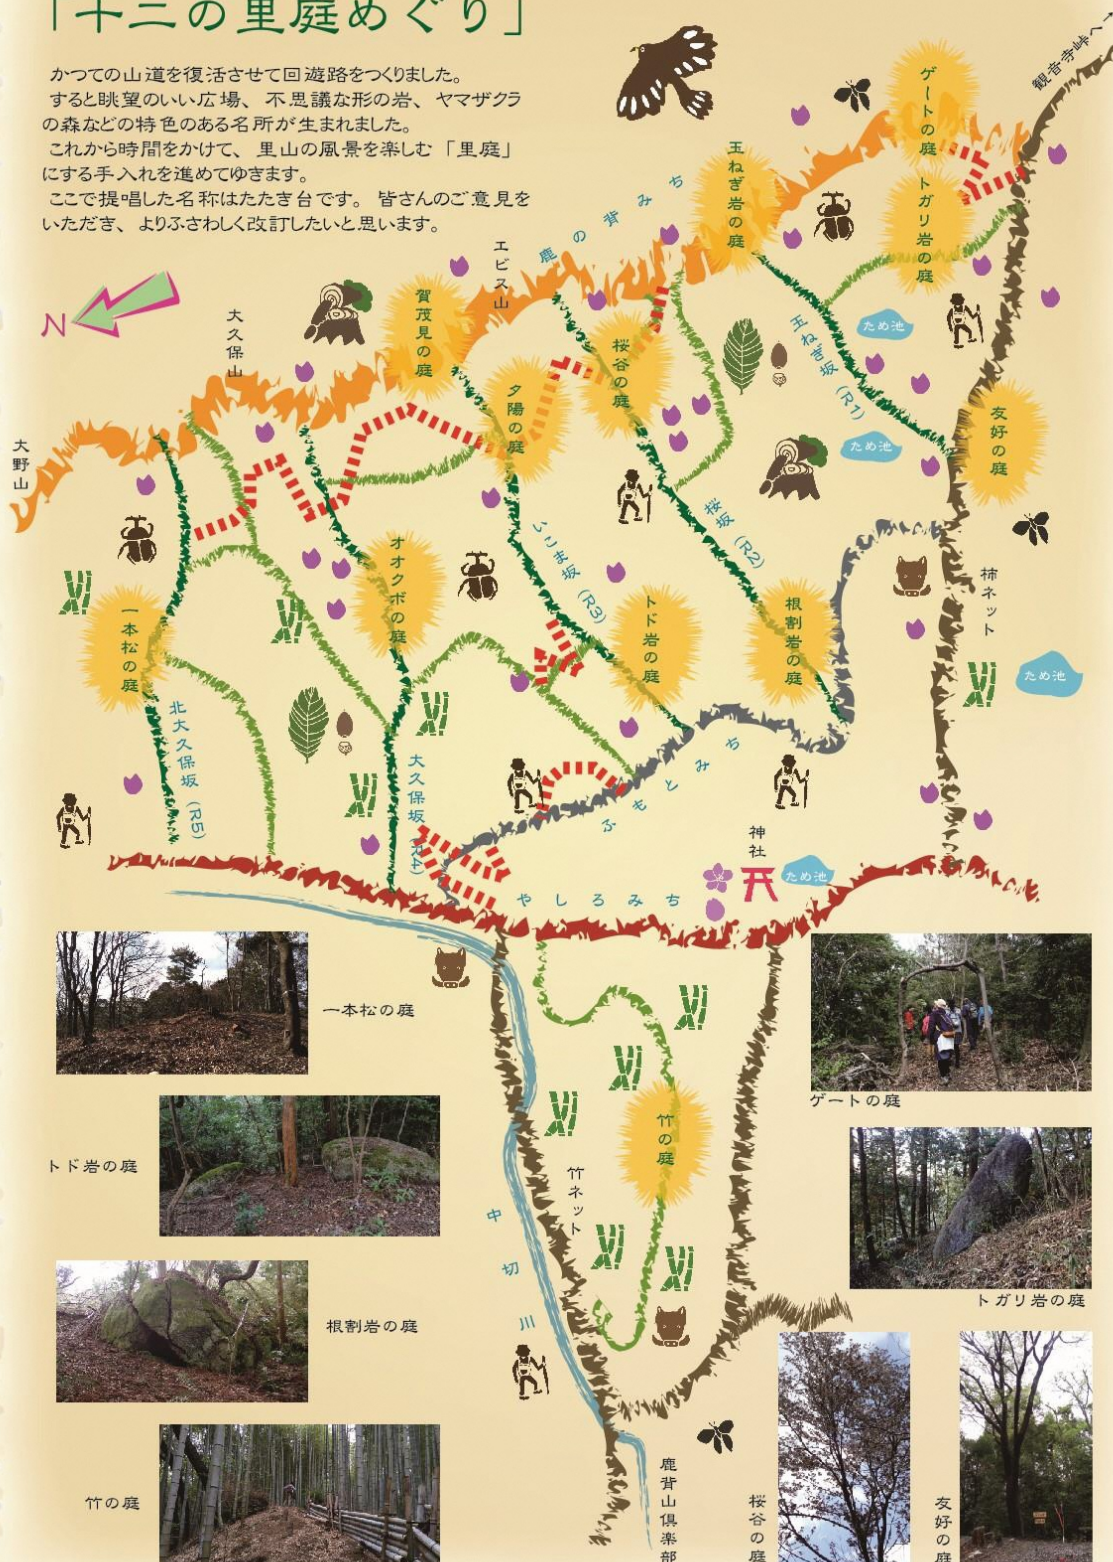 「十三の里庭めぐり」
かつての山道を復活させて回遊路をつくりました。
すると眺望のいい広場、不思議な形の岩、ヤマザクラ
の森などの特色のある名所が生まれました。
これから時間をかけて、里山の風景を楽しむ「里庭」
にする手入れを進めてゆきます。
ここで提唱した名称はたたき台です。皆さんのご意見を
いただき、よりふさわしく改訂したいと思います。
観音寺峠へ
ゲートの庭
トガリ岩の庭
玉ねぎ岩の庭
鹿の背みち
エビス山
賀茂見の庭
大久保山
N
大野山
夕陽の庭
桜谷の庭
玉ねぎ坂(R1)
ため池
ため池
友好の庭
桜坂(R2)
いこま坂(R3)
オオクボの庭
一本松の庭
トド岩の庭
根割岩の庭
柿ネット
ため池
北大久保坂(R5)
大久保坂(R4)
ふもとみち
神社
ため池
やしろみち
一本松の庭
トド岩の庭
根割岩の庭
竹の庭
竹の庭
竹ネット
中切川
鹿背山倶楽部
ゲートの庭
トガリ岩の庭
桜谷の庭
友好の庭